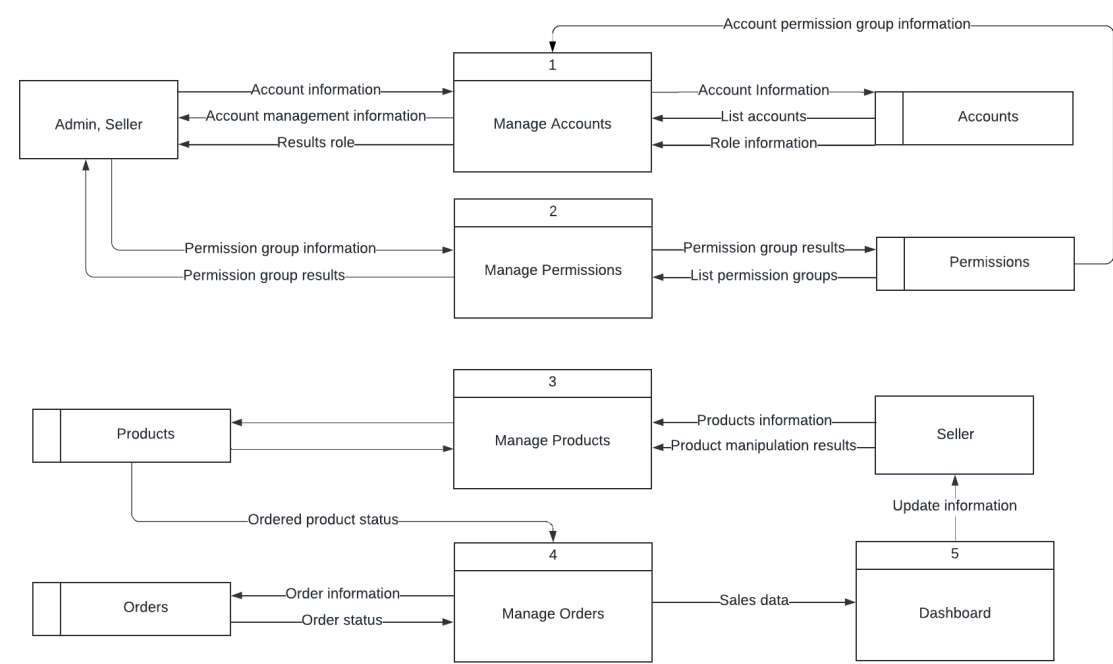 Account permission group information
1
Account information
Account Information
Admin, Seller
Account management information
Manage Accounts
List accounts
Accounts
Results role
Role information
2
Permission group information
Permission group results
Manage Permissions
Permission group results
List permission groups
Permissions
3
Products
Manage Products
Products information
Product manipulation results
Seller
Update information
Ordered product status
4
5
Order information
Orders
Order status
Manage Orders
Sales data
Dashboard